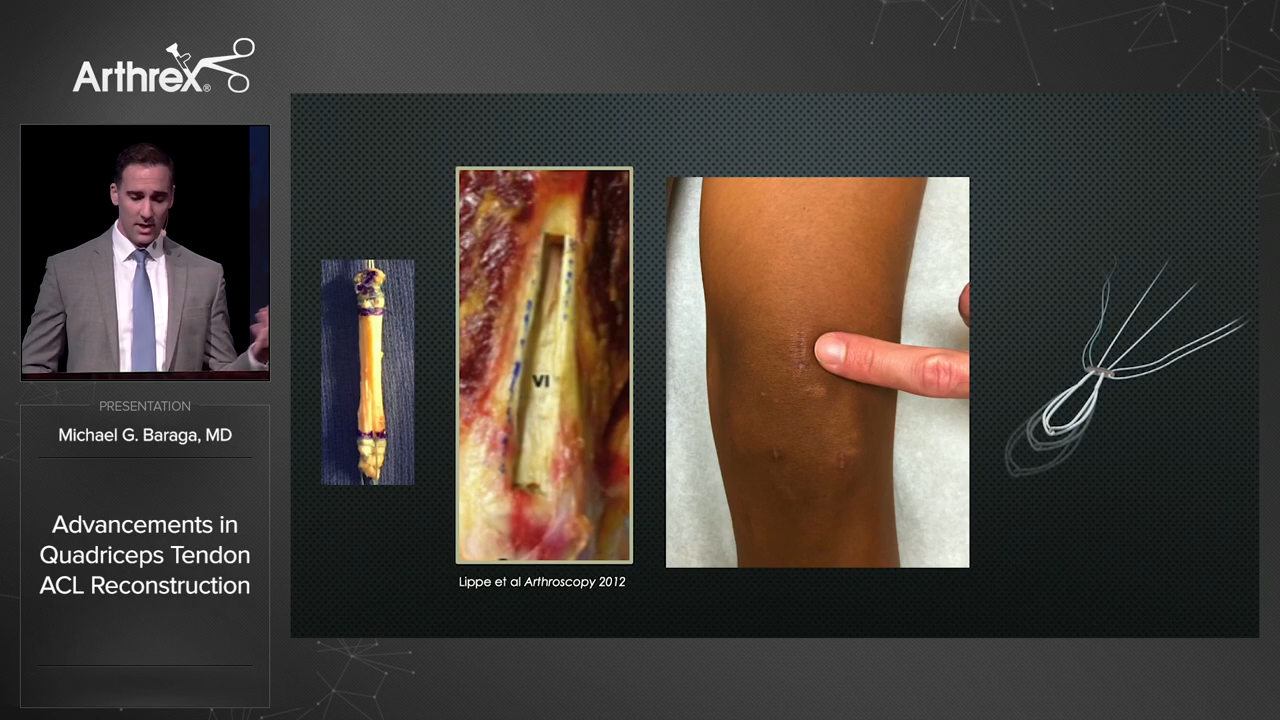 Arthrex®
PRESENTATION
Michael G. Baraga, MD
Advancements in
Quadriceps Tendon
ACL Reconstruction
VI
Lippe et al Arthroscopy 2012